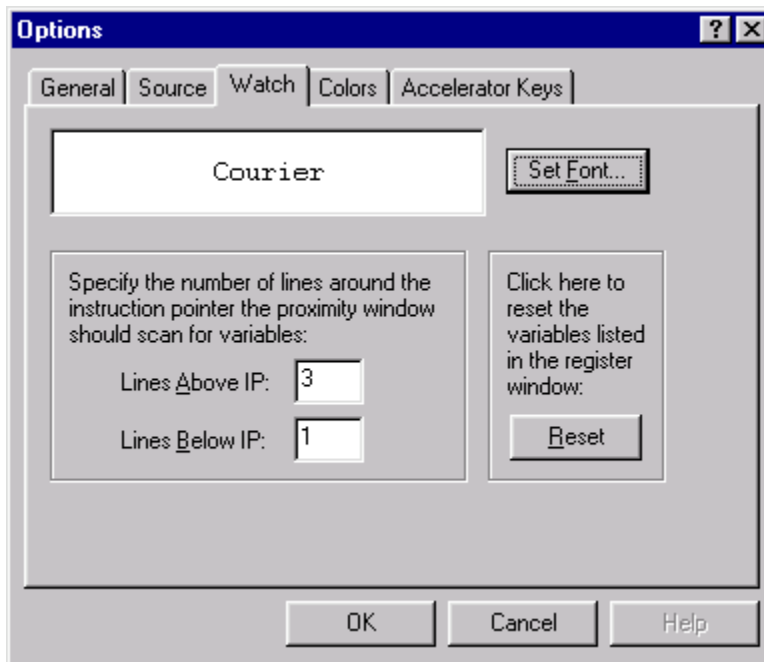 Options
General Source Watch Colors Accelerator Keys
Courier
Set Font...
Specify the number of lines around the
instruction pointer the proximity window
should scan for variables:
Lines Above IP: 3
Lines Below IP: 1
Click here to
reset the
variables listed
in the register
window:
Reset
OK Cancel Help